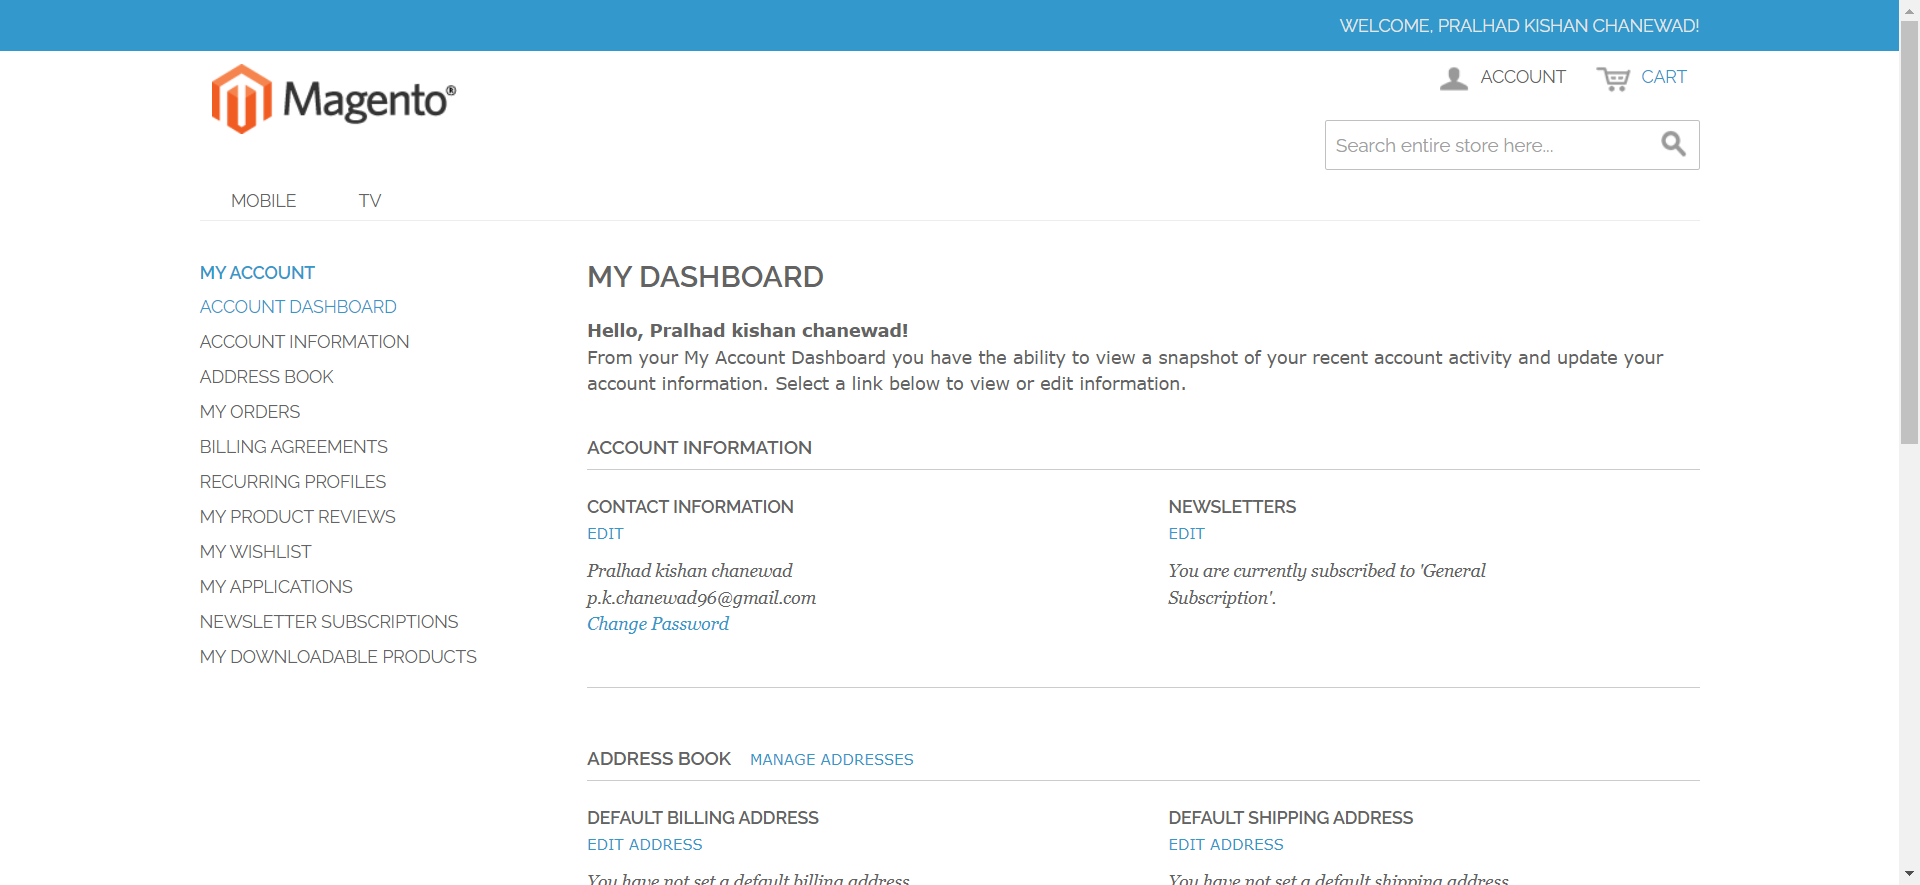 WELCOME, PRALHAD KISHAN CHANEWAD!
Magento®
ACCOUNT
CART
Search entire store here...
MOBILE
TV
MY ACCOUNT
ACCOUNT DASHBOARD
ACCOUNT INFORMATION
ADDRESS BOOK
MY ORDERS
BILLING AGREEMENTS
RECURRING PROFILES
MY PRODUCT REVIEWS
MY WISHLIST
MY APPLICATIONS
NEWSLETTER SUBSCRIPTIONS
MY DOWNLOADABLE PRODUCTS
MY DASHBOARD
Hello, Pralhad kishan chanewad!
From your My Account Dashboard you have the ability to view a snapshot of your recent account activity and update your
account information. Select a link below to view or edit information.
ACCOUNT INFORMATION
CONTACT INFORMATION
EDIT
Pralhad kishan chanewad
p.k.chanewad96@gmail.com
Change Password
NEWSLETTERS
EDIT
You are currently subscribed to 'General
Subscription'.
ADDRESS BOOK MANAGE ADDRESSES
DEFAULT BILLING ADDRESS
EDIT ADDRESS
You have not set a default billing address
DEFAULT SHIPPING ADDRESS
EDIT ADDRESS
You have not set a default shipping address